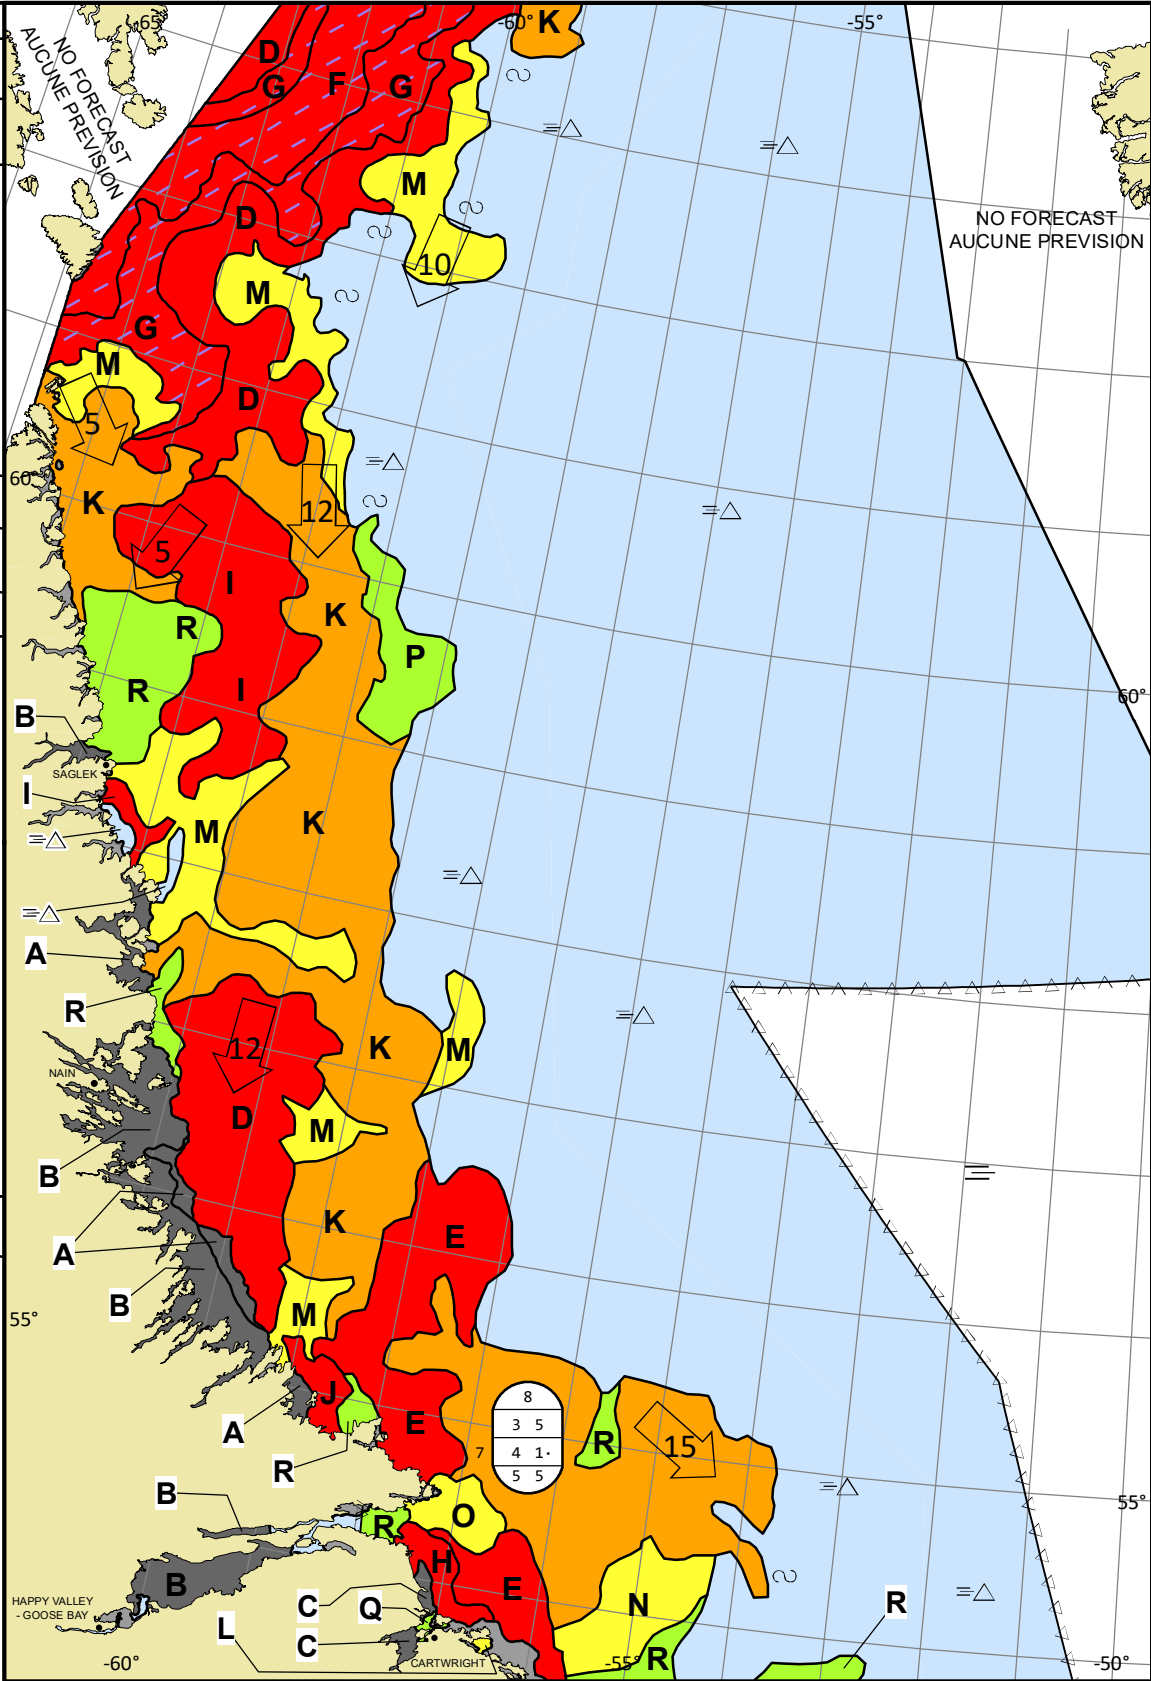 -65°
-60°
K
-55°
NO FORECAST
AUCUNE PREVISION
D
G
F
G
M
NO FORECAST
AUCUNE PREVISION
D
10
M
G
M
D
5
60°
K
12
5
I
K
R
P
R
I
60°
B
SAGLEK
I
K
M
A
R
12
K
M
NAIN
D
M
B
K
E
A
B
M
55°
J
8
3 5
7
4 1·
5 5
E
R
15
A
R
B
55°
O
R
H
B
E
R
HAPPY VALLEY
- GOOSE BAY
C
Q
N
L
C
R
-60°
CARTWRIGHT
-55°
-50°